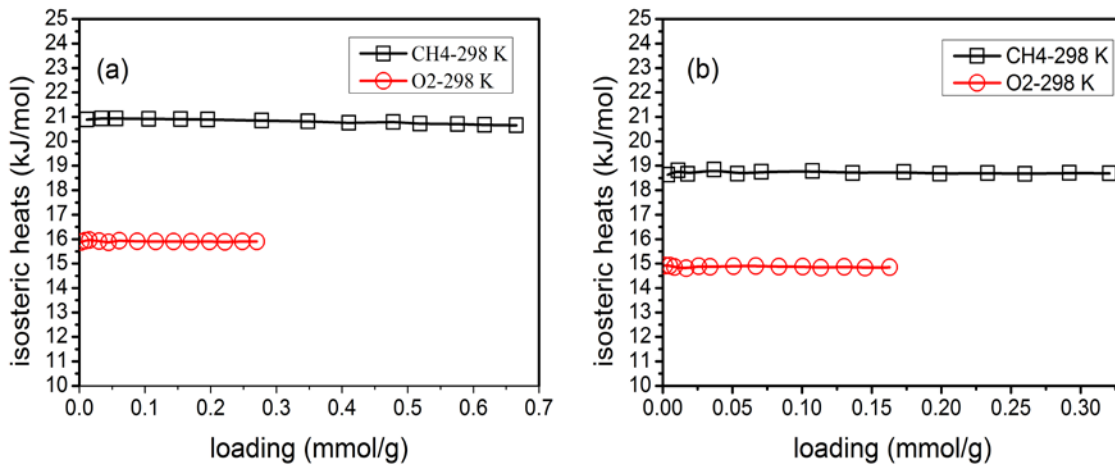 25
24
23
22
21
20
19
18
17
16
15
14
13
12
11
10
isosteric heats (kJ/mol)
(a)
CH4-298 K
O2-298 K
0.0 0.1 0.2 0.3 0.4 0.5 0.6 0.7
loading (mmol/g)
25
24
23
22
21
20
19
18
17
16
15
14
13
12
11
10
isosteric heats (kJ/mol)
(b)
CH4-298 K
O2-298 K
0.00 0.05 0.10 0.15 0.20 0.25 0.30
loading (mmol/g)